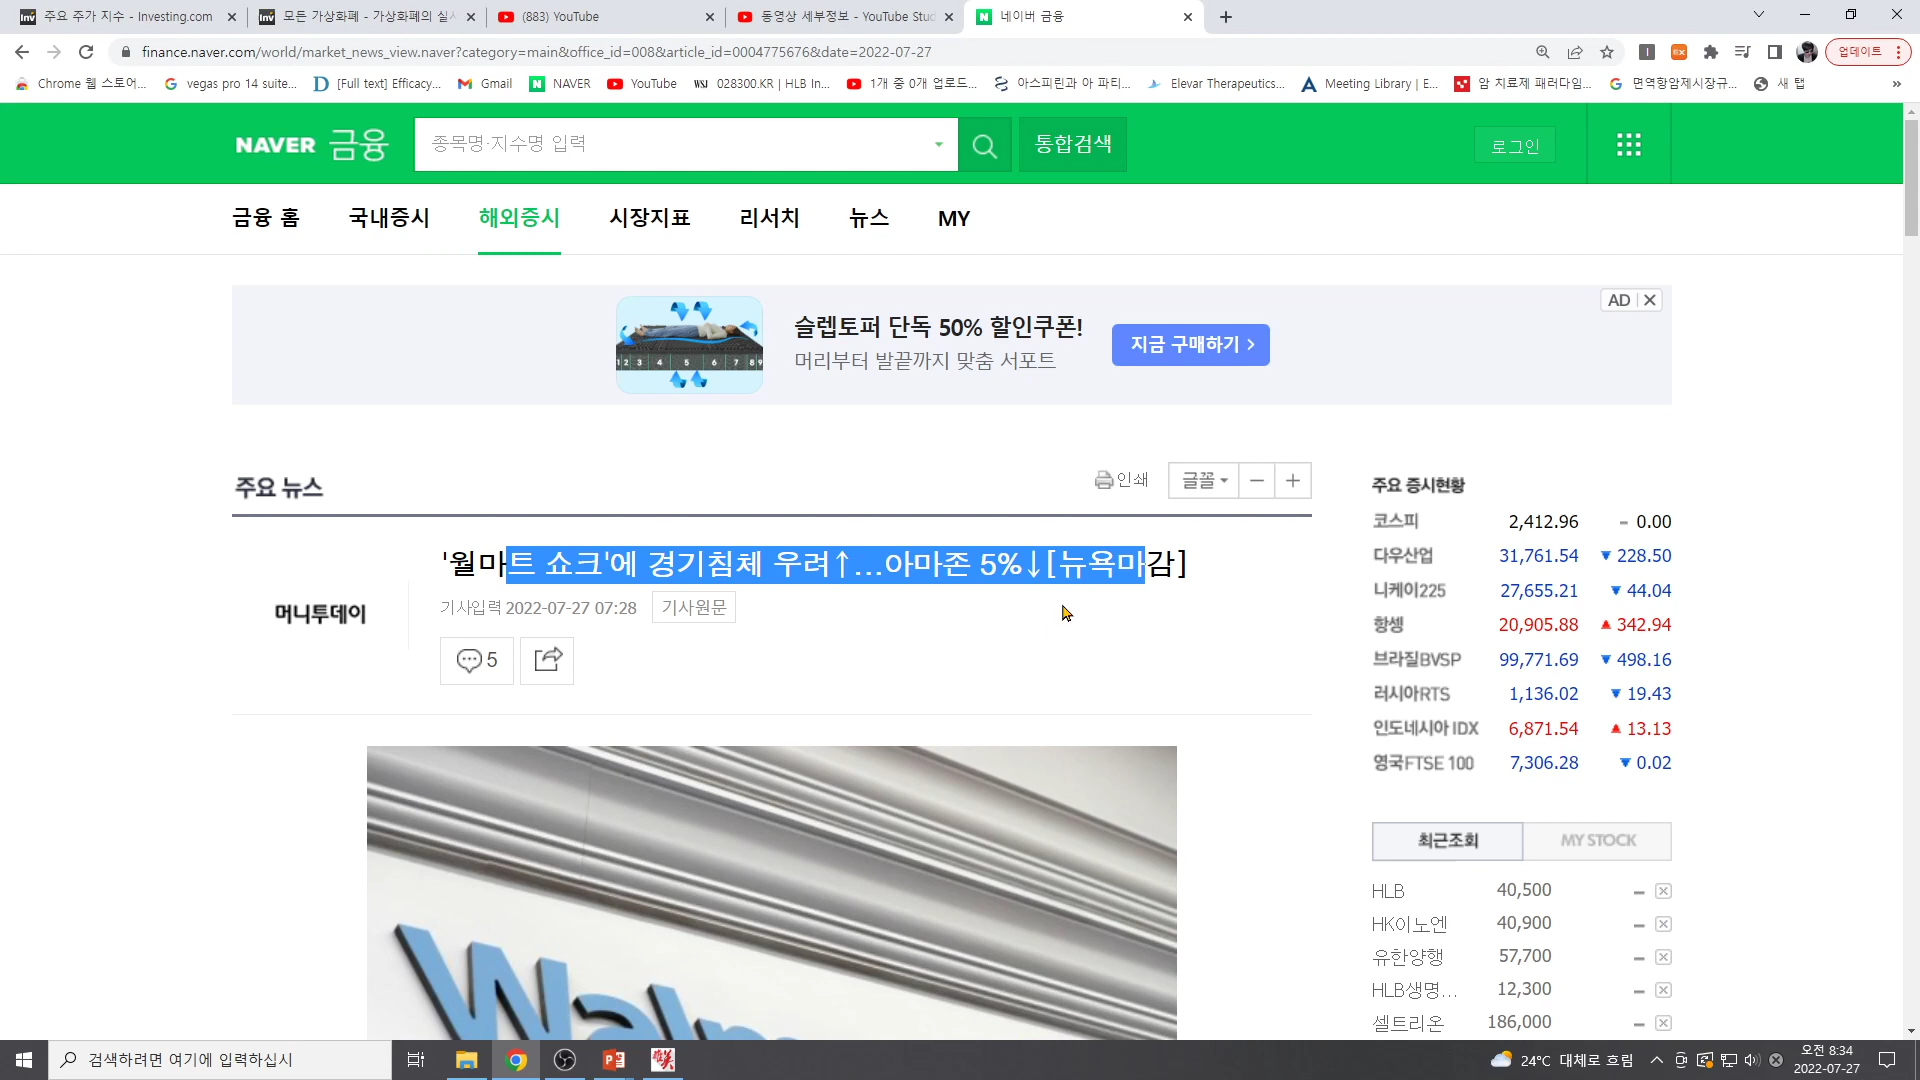 주요 주가 지수 - Investing.com
모든 가상화폐 - 가상화폐의 실시
(883) YouTube
동영상 세부정보 - YouTube Stud
네이버 금융
finance.naver.com/world/market_news_view.naver?category=main&office_id=008&article_id=0004775676&date=2022-07-27
업데이트
Chrome 웹 스토어...
vegas pro 14 suite...
[Full text] Efficacy...
Gmail
NAVER
YouTube
028300.KR | HLB In...
1개 중 0개 업로드...
아스피린과 아 파티...
Elevar Therapeutics...
Meeting Library | E...
암 치료제 패러다임...
면역항암제시장규...
새 탭
NAVER 금융
종목명·지수명 입력
통합검색
로그인
금융 홈
국내증시
해외증시
시장지표
리서치
뉴스
MY
슬렙토퍼 단독 50% 할인쿠폰!
머리부터 발끝까지 맞춤 서포트
지금 구매하기 >
AD
주요 뉴스
인쇄
글꼴
머니투데이
'월마트 쇼크'에 경기침체 우려↑...아마존 5%↓[뉴욕마감]
기사입력 2022-07-27 07:28
기사원문
5
Walm
주요 증시현황
코스피 2,412.96 - 0.00
다우산업 31,761.54 ▼ 228.50
니케이225 27,655.21 ▼ 44.04
항셍 20,905.88 ▲ 342.94
브라질BVSP 99,771.69 ▼ 498.16
러시아RTS 1,136.02 ▼ 19.43
인도네시아 IDX 6,871.54 ▲ 13.13
영국FTSE 100 7,306.28 ▼ 0.02
최근조회
MY STOCK
HLB 40,500 -
HK이노엔 40,900 -
유한양행 57,700 -
HLB생명... 12,300 -
셀트리온 186,000 -
검색하려면 여기에 입력하십시
24°C 대체로 흐림
오전 8:34
2022-07-27